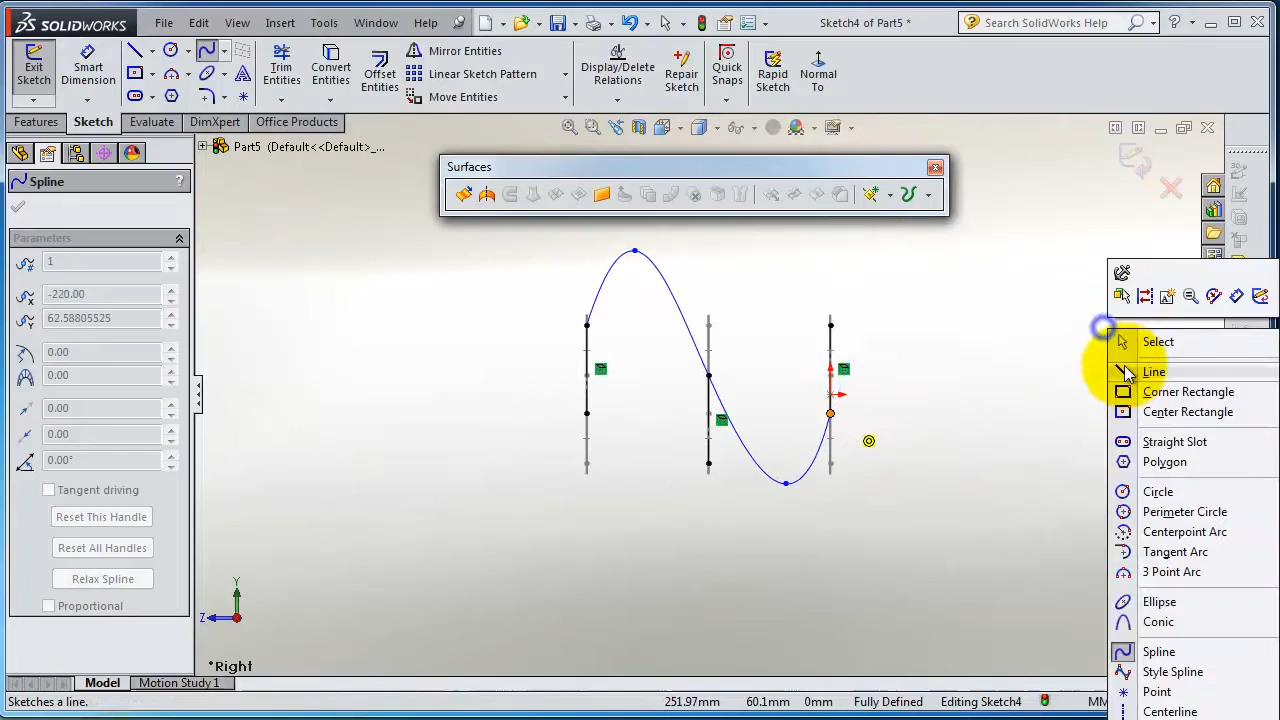 SOLIDWORKS File Edit View Insert Tools Window Help Sketch4 of Part5 * Search SolidWorks Help
Exit Sketch
Smart Dimension
Trim Entities
Convert Entities
Offset Entities
Mirror Entities
Linear Sketch Pattern
Move Entities
Display/Delete Relations
Repair Sketch
Quick Snaps
Rapid Sketch
Normal To
Features Sketch Evaluate DimXpert Office Products
Part5 (Default<<Default>_...
Surfaces
Spline ?
Parameters
1
-220.00
62.58805525
0.00
0.00
0.00
0.00
0.00°
Tangent driving
Reset This Handle
Reset All Handles
Relax Spline
Proportional
Select
Line
Corner Rectangle
Center Rectangle
Straight Slot
Polygon
Circle
Perimeter Circle
Centerpoint Arc
Tangent Arc
3 Point Arc
Ellipse
Conic
Spline
Style Spline
Point
Centerline
Y
Z
*Right
Model Motion Study 1
Sketches a line. 251.97mm 60.1mm 0mm Fully Defined Editing Sketch4